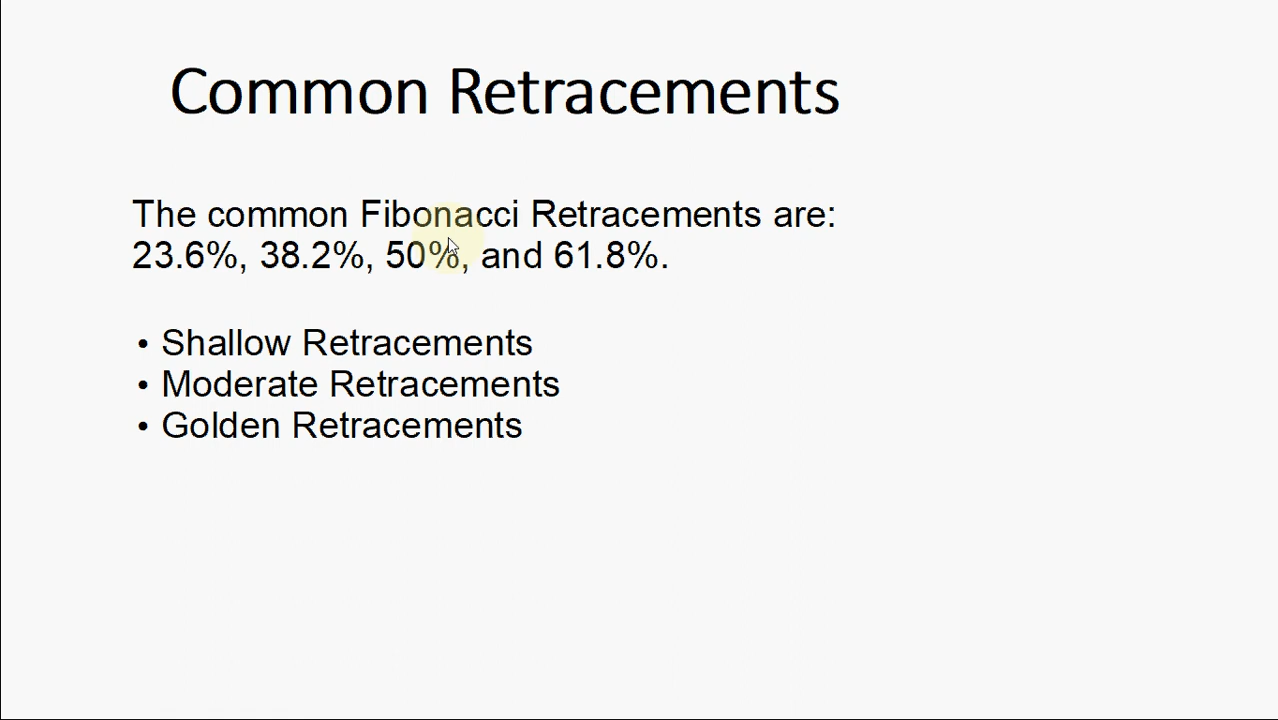 Common Retracements
The common Fibonacci Retracements are:
23.6%, 38.2%, 50%, and 61.8%.
• Shallow Retracements
• Moderate Retracements
• Golden Retracements